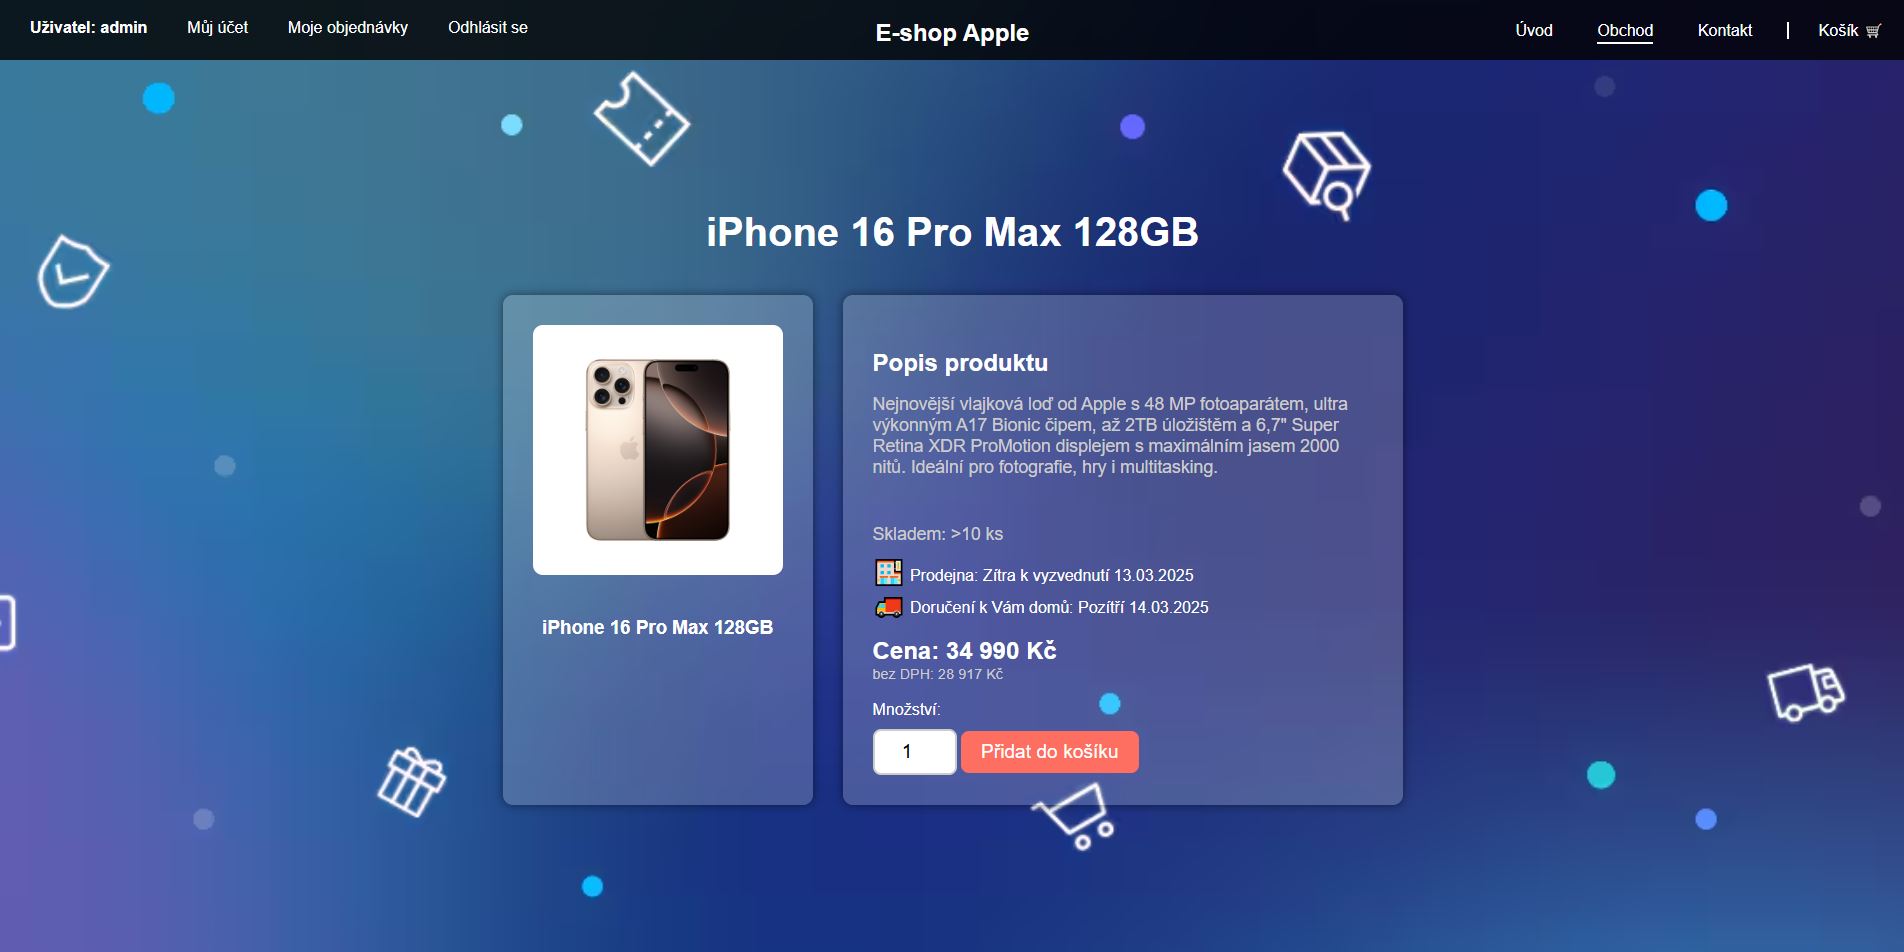 Uživatel: admin
Můj účet
Moje objednávky
Odhlásit se
E-shop Apple
Úvod
Obchod
Kontakt
|
Košík
iPhone 16 Pro Max 128GB
iPhone 16 Pro Max 128GB
Popis produktu
Nejnovější vlajková loď od Apple s 48 MP fotoaparátem, ultra
výkonným A17 Bionic čipem, až 2TB úložištěm a 6,7" Super
Retina XDR ProMotion displejem s maximálním jasem 2000
nitů. Ideální pro fotografie, hry i multitasking.
Skladem: >10 ks
Prodejna: Zítra k vyzvednutí 13.03.2025
Doručení k Vám domů: Pozítří 14.03.2025
Cena: 34 990 Kč
bez DPH: 28 917 Kč
Množství:
1
Přidat do košíku